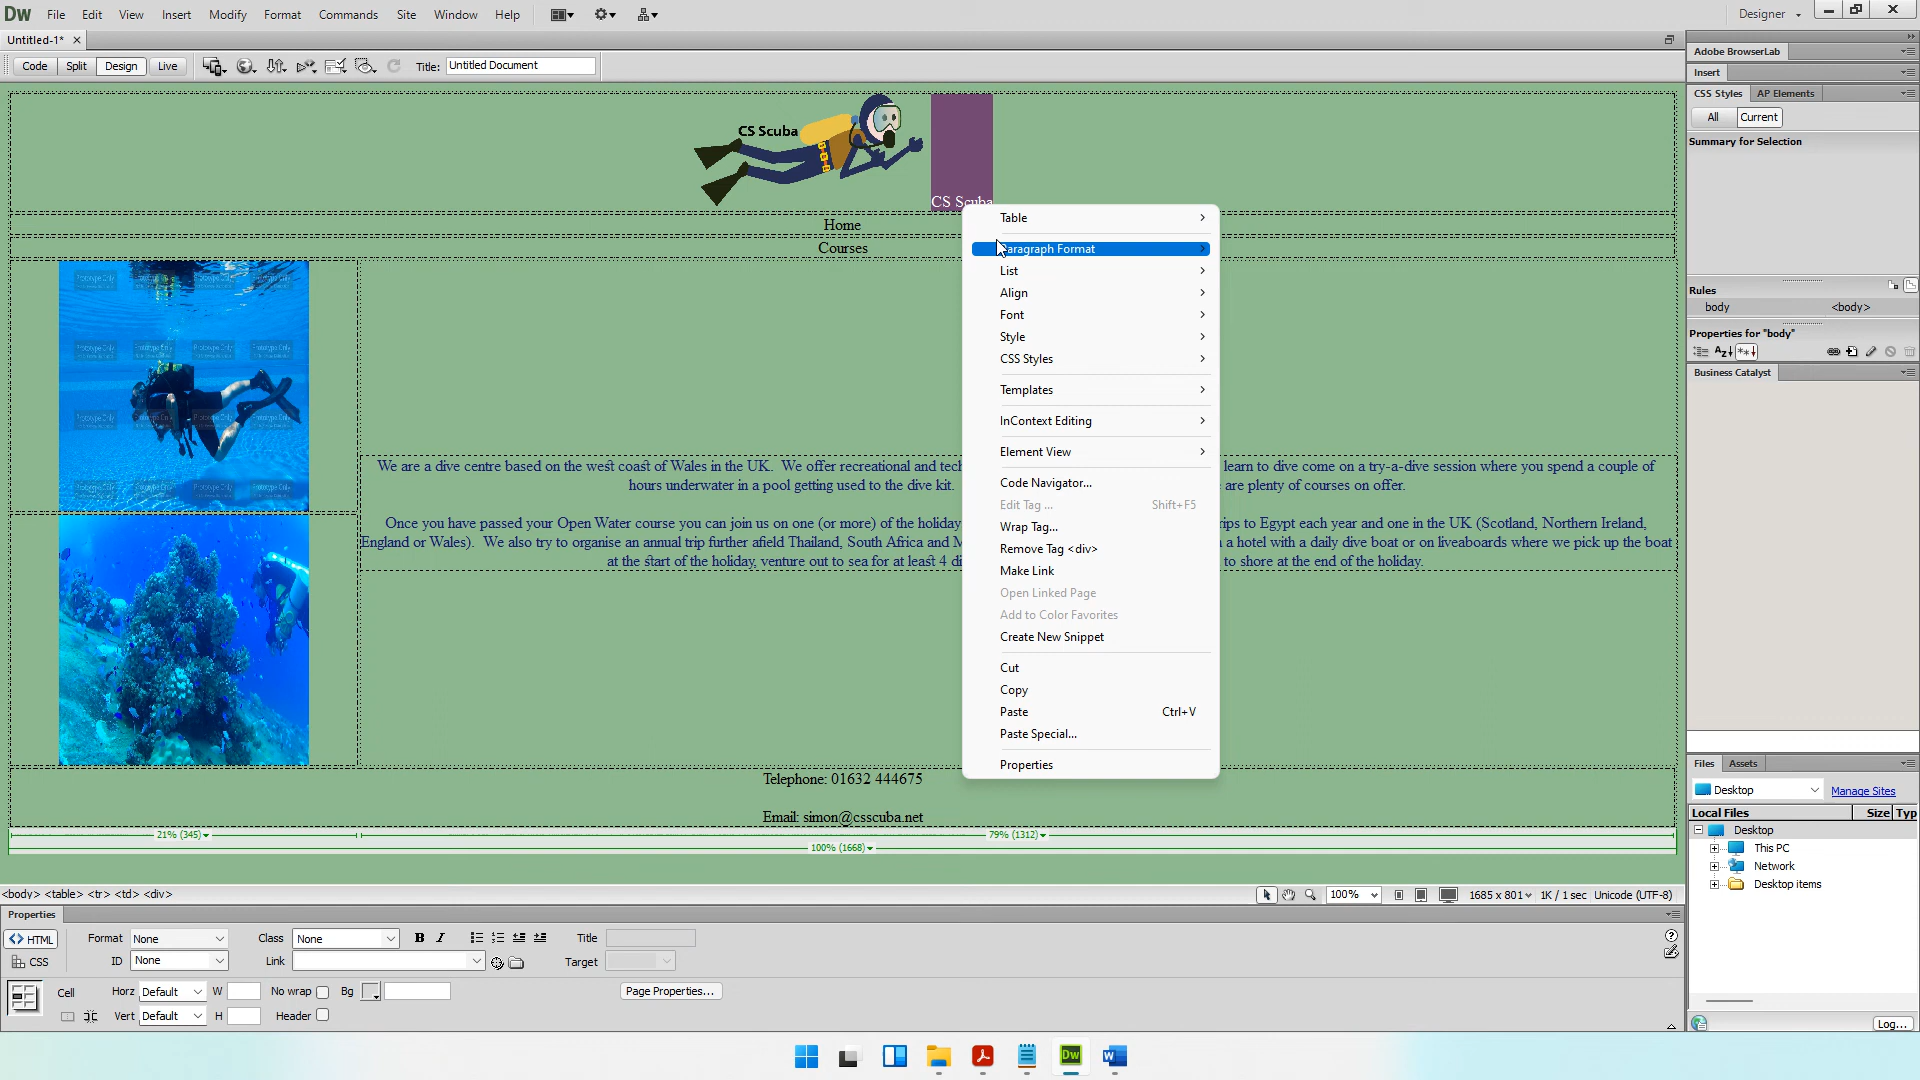 Dw File Edit View Insert Modify Format Commands Site Window Help Designer
Untitled-1*
Code Split Design Live Title: Untitled Document
Adobe BrowserLab
Insert
CSS Styles AP Elements
All Current
Summary for Selection
Rules
body <body>
Properties for "body"
Business Catalyst
CS Scuba
CS Scuba
Home
Courses
Prototype Only
We are a dive centre based on the west coast of Wales in the UK. We offer recreational and tech learn to dive come on a try-a-dive session where you spend a couple of
hours underwater in a pool getting used to the dive kit. are plenty of courses on offer.
Once you have passed your Open Water course you can join us on one (or more) of the holiday rips to Egypt each year and one in the UK (Scotland, Northern Ireland,
England or Wales). We also try to organise an annual trip further afield Thailand, South Africa and M a hotel with a daily dive boat or on liveaboards where we pick up the boat
at the start of the holiday, venture out to sea for at least 4 di to shore at the end of the holiday.
Telephone: 01632 444675
Email: simon@csscuba.net
21% (345) 79% (1312)
100% (1668)
Table
Paragraph Format
List
Align
Font
Style
CSS Styles
Templates
InContext Editing
Element View
Code Navigator...
Edit Tag ... Shift+F5
Wrap Tag...
Remove Tag <div>
Make Link
Open Linked Page
Add to Color Favorites
Create New Snippet
Cut
Copy
Paste Ctrl+V
Paste Special...
Properties
Files Assets
Desktop Manage Sites
Local Files Size Typ
Desktop
This PC
Network
Desktop items
Log...
<body> <table> <tr> <td> <div> 100% 1685 x 801 1K / 1 sec Unicode (UTF-8)
Properties
HTML Format None Class None B I Title
CSS ID None Link Target
Cell Horz Default W No wrap Bg Page Properties...
Vert Default H Header
Dw